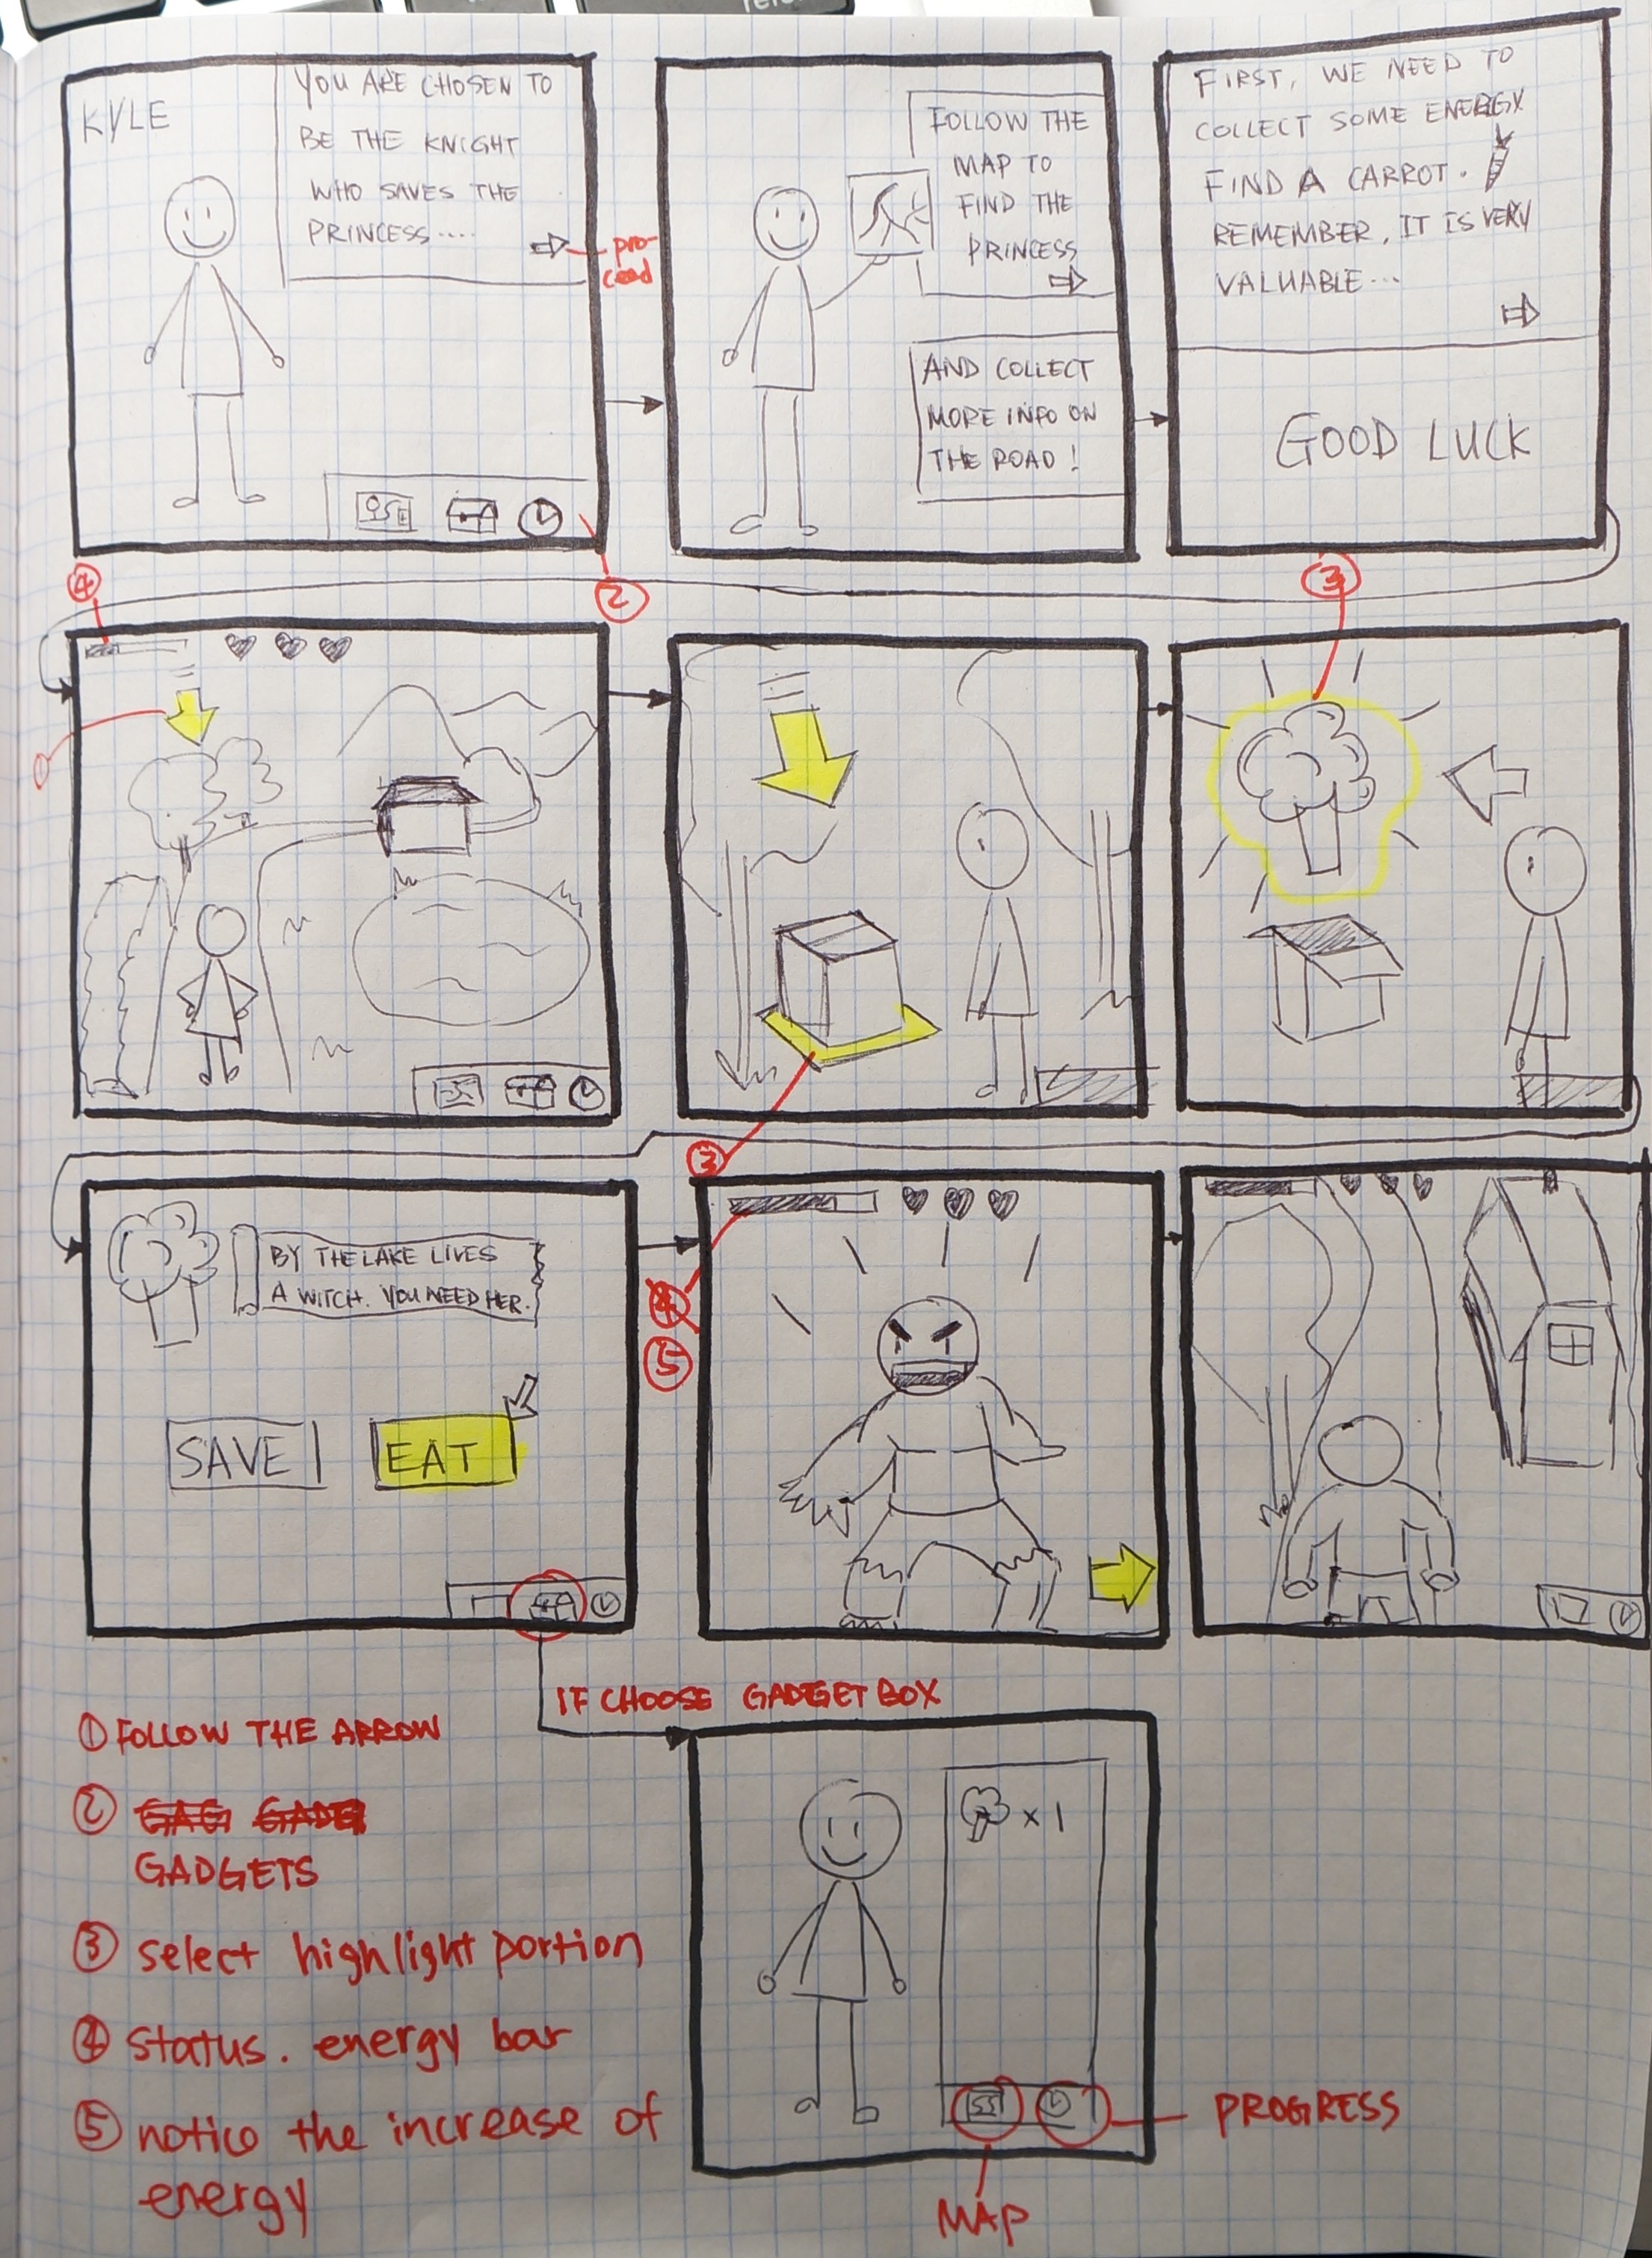 KYLE
YOU ARE CHOSEN TO
BE THE KNIGHT
WHO SAVES THE
PRINCESS....
pro-
ceed
FOLLOW THE
MAP TO
FIND THE
PRINCESS
AND COLLECT
MORE INFO ON
THE ROAD!
FIRST, WE NEED TO
COLLECT SOME ENERGY
FIND A CARROT.
REMEMBER, IT IS VERY
VALUABLE...
GOOD LUCK
④
②
③
①
③
BY THE LAKE LIVES
A WITCH. YOU NEED HER.
SAVE
EAT
⑤
IF CHOOSE GADGET BOX
① FOLLOW THE ARROW
②
GADGETS
③ select highlight portion
④ status. energy bar
⑤ notice the increase of
energy
x 1
PROGRESS
MAP